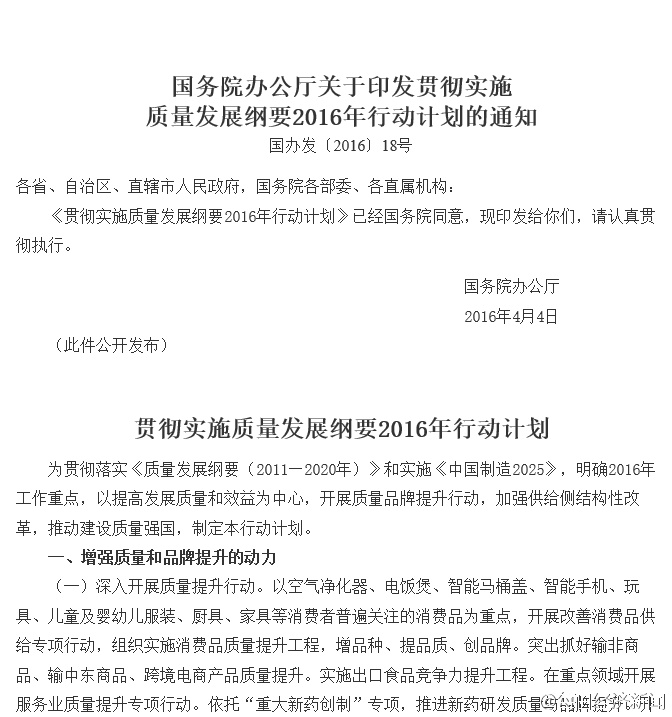 国务院办公厅关于印发贯彻实施
质量发展纲要2016年行动计划的通知
国办发〔2016〕18号
各省、自治区、直辖市人民政府，国务院各部委、各直属机构：
《贯彻实施质量发展纲要2016年行动计划》已经国务院同意，现印发给你们，请认真贯
彻执行。
国务院办公厅
2016年4月4日
（此件公开发布）
贯彻实施质量发展纲要2016年行动计划
为贯彻落实《质量发展纲要（2011—2020年）》和实施《中国制造2025》，明确2016年
工作重点，以提高发展质量和效益为中心，开展质量品牌提升行动，加强供给侧结构性改
革，推动建设质量强国，制定本行动计划。
一、增强质量和品牌提升的动力
（一）深入开展质量提升行动。以空气净化器、电饭煲、智能马桶盖、智能手机、玩
具、儿童及婴幼儿服装、厨具、家具等消费者普遍关注的消费品为重点，开展改善消费品供
给专项行动，组织实施消费品质量提升工程，增品种、提品质、创品牌。突出抓好输非商
品、输中东商品、跨境电商产品质量提升。实施出口食品竞争力提升工程。在重点领域开展
服务业质量提升专项行动。依托“重大新药创制”专项，推进新药研发质量与品牌提升